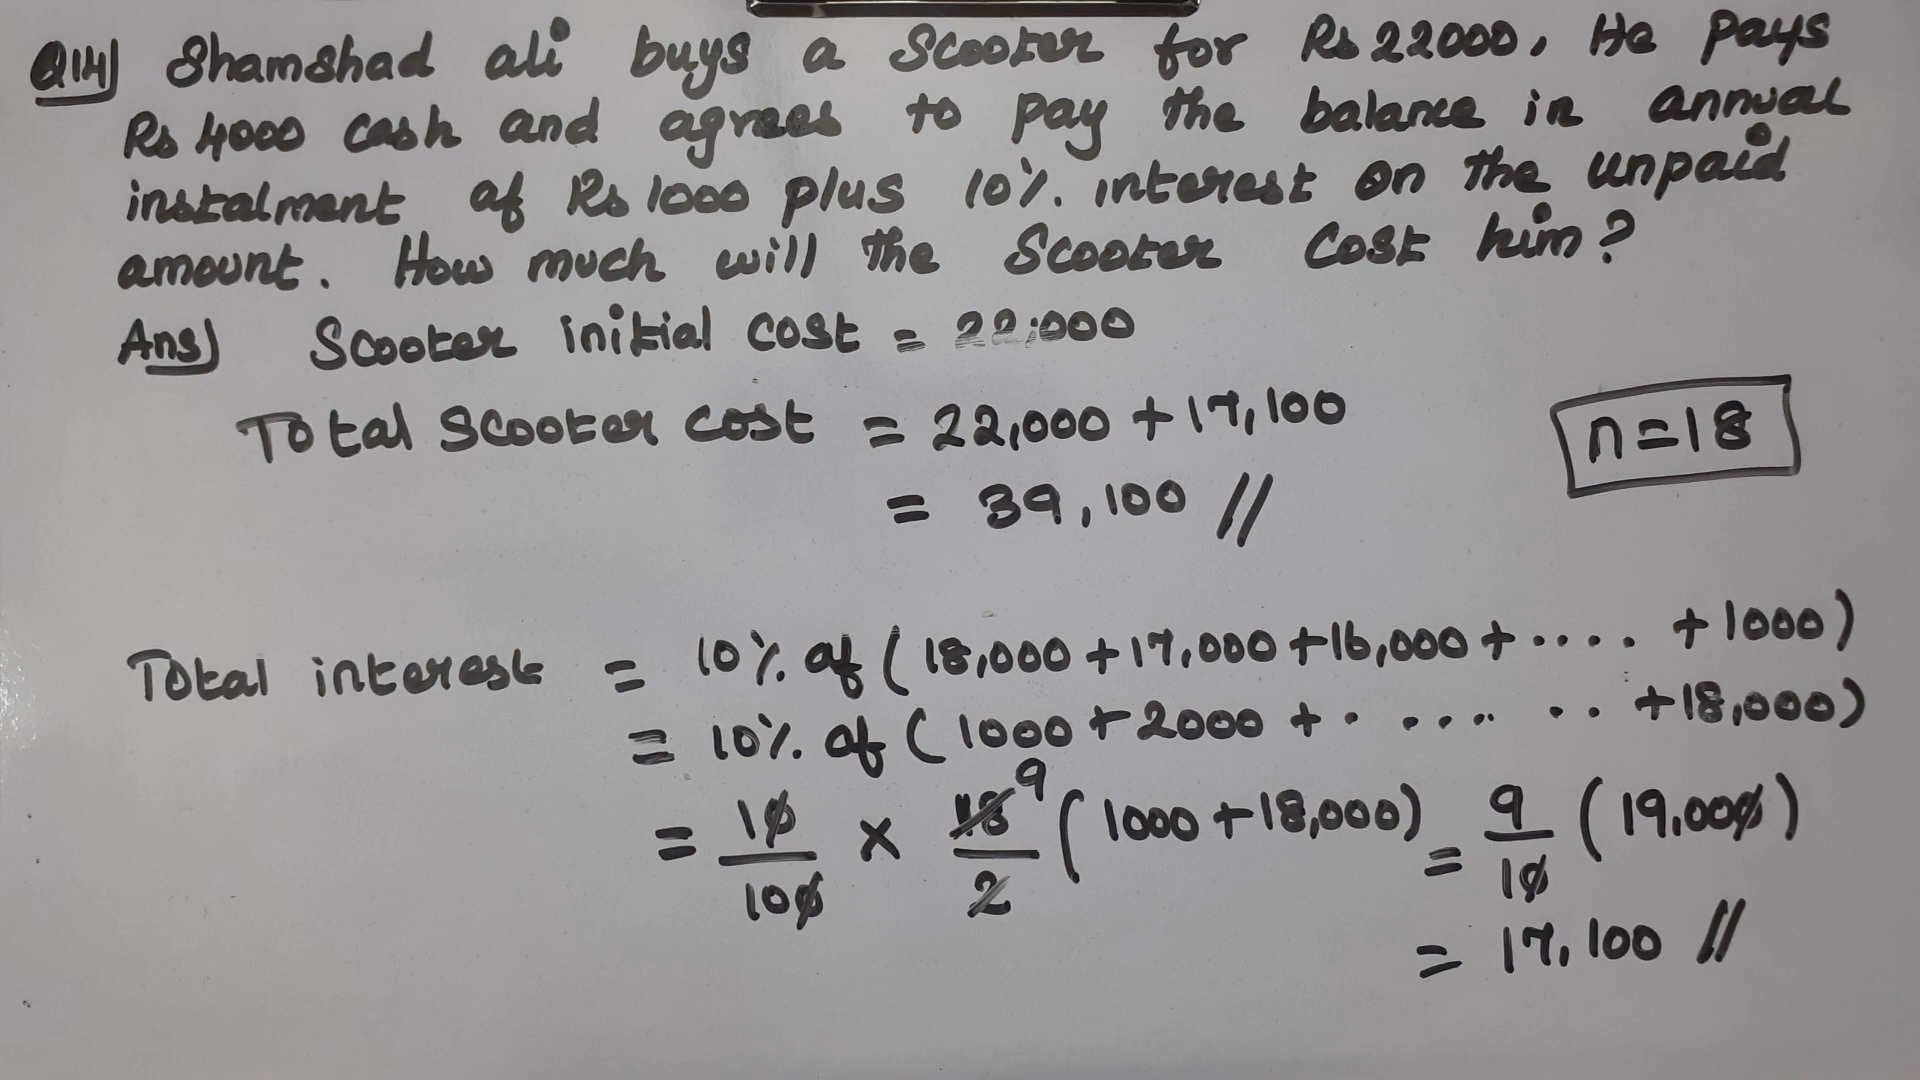 Q14) Shamshad ali buys a Scooter for Rs 22000. He pays
Rs 4000 cash and agrees to pay the balance in annual
instalment of Rs 1000 plus 10% interest on the unpaid
amount. How much will the Scooter Cost him?
Ans) Scooter initial cost = 22,000
Total Scooter cost = 22,000 + 17,100
n=18
= 39,100 //
Total interest = 10% of (18,000 + 17,000 + 16,000 + .... + 1000)
= 10% of (1000 + 2000 + . .... .. + 18,000)
= 10/100 × 18/2 9 (1000 + 18,000) = 9/10 (19,000)
= 17,100 //